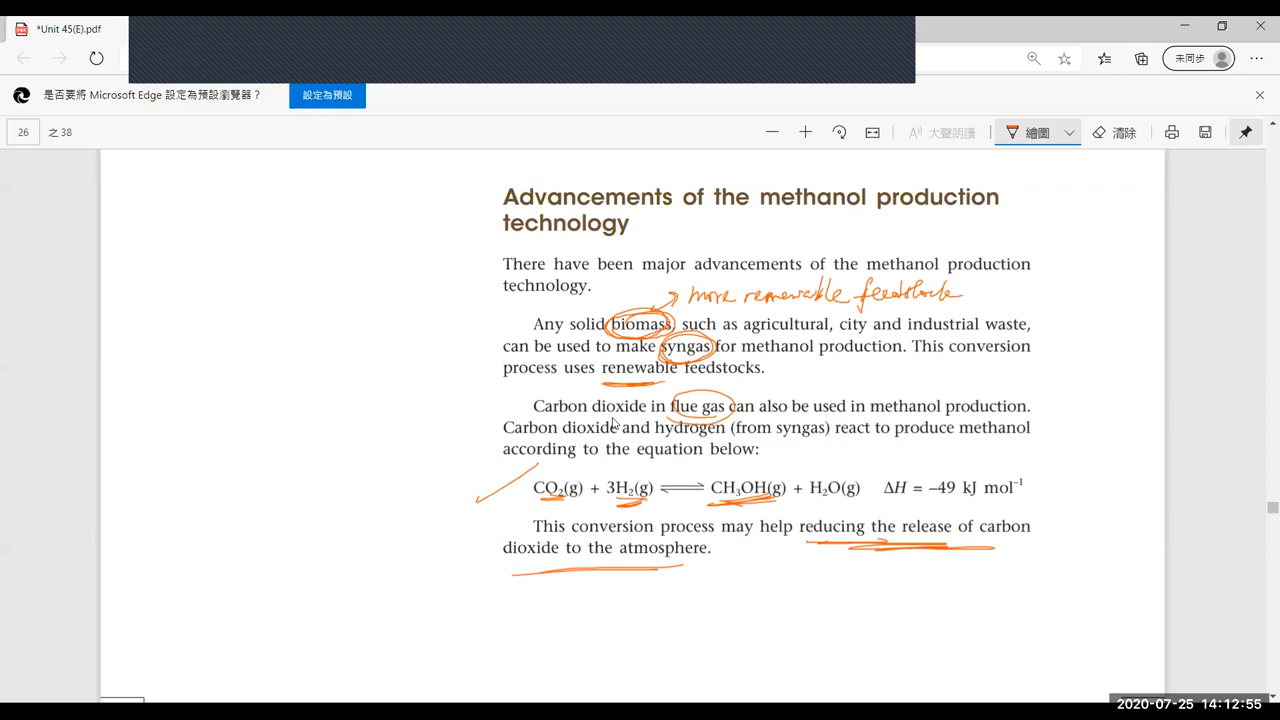 *Unit 45(E).pdf
未同步
是否要將 Microsoft Edge 設定為預設瀏覽器？
設定為預設
26 之 38
大聲朗讀
繪圖
清除
Advancements of the methanol production
technology
There have been major advancements of the methanol production
technology.
more renewable feedstock
Any solid biomass, such as agricultural, city and industrial waste,
can be used to make syngas for methanol production. This conversion
process uses renewable feedstocks.
Carbon dioxide in flue gas can also be used in methanol production.
Carbon dioxide and hydrogen (from syngas) react to produce methanol
according to the equation below:
CO₂(g) + 3H₂(g) ⇌ CH₃OH(g) + H₂O(g) ΔH = –49 kJ mol⁻¹
This conversion process may help reducing the release of carbon
dioxide to the atmosphere.
2020-07-25 14:12:55